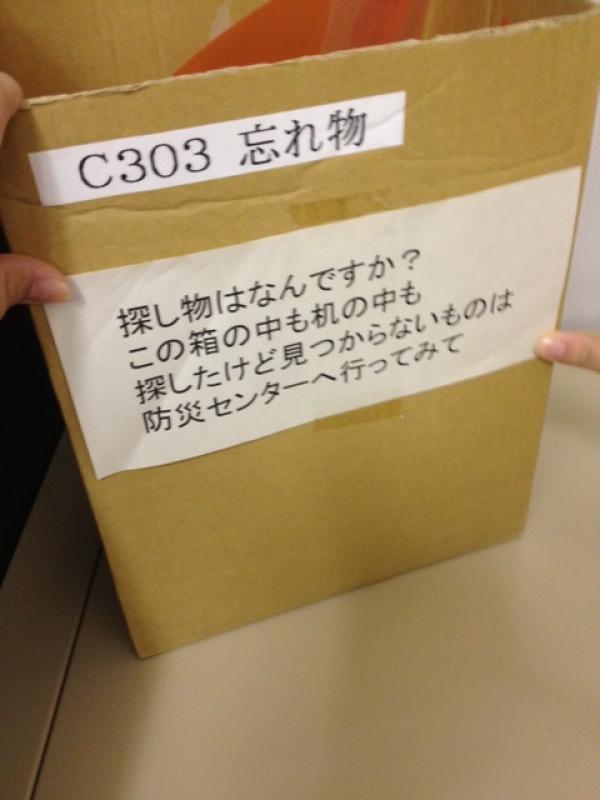 C303 忘れ物
探し物はなんですか？
この箱の中も机の中も
探したけど見つからないものは
防災センターへ行ってみて